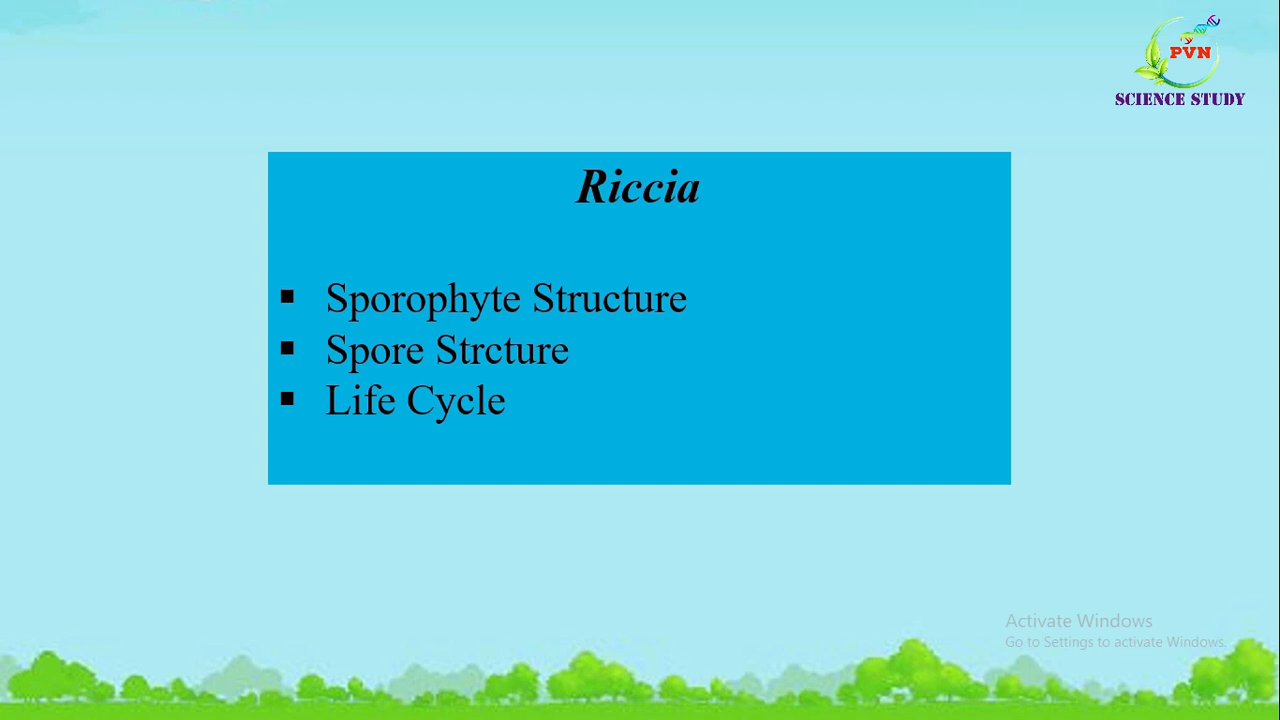 PVN
SCIENCE STUDY
Riccia
▪ Sporophyte Structure
▪ Spore Strcture
▪ Life Cycle
Activate Windows
Go to Settings to activate Windows.